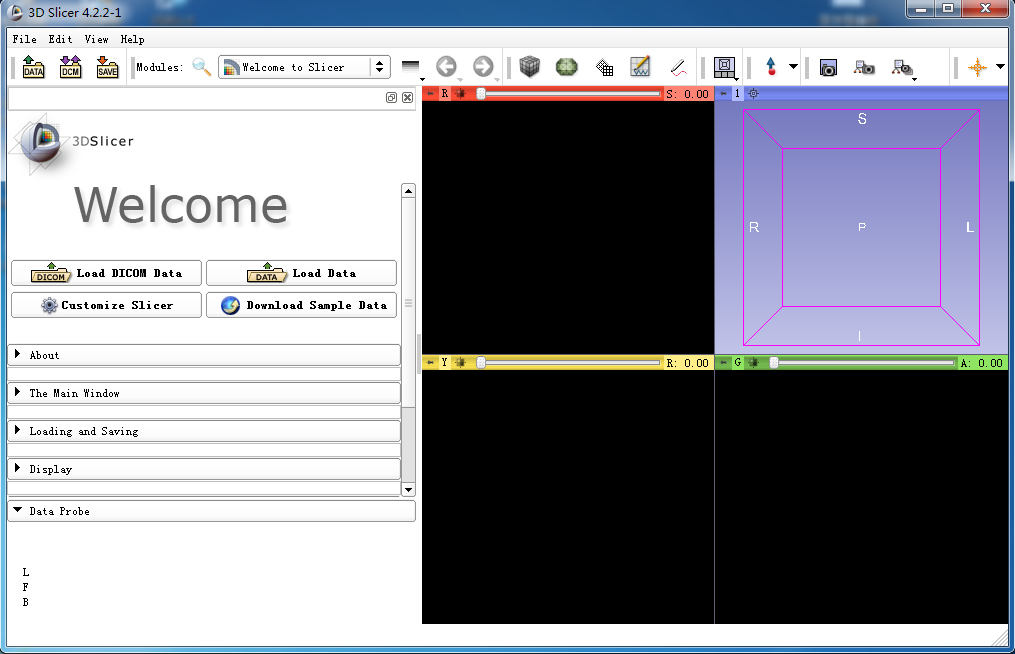 3D Slicer 4.2.2-1
File Edit View Help
DATA DCM SAVE Modules: Welcome to Slicer
R S: 0.00
1
3DSlicer
Welcome
DICOM Load DICOM Data
DATA Load Data
Customize Slicer
Download Sample Data
About
The Main Window
Loading and Saving
Display
Data Probe
L
F
B
S
R P L
I
Y R: 0.00
G A: 0.00